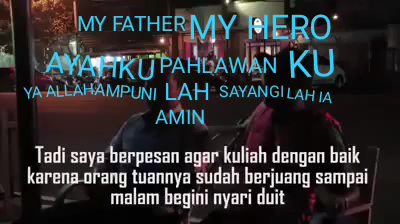 MY FATHER MY HERO
AYAHKU PAHLAWAN KU
YA ALLAH AMPUNI LAH SAYANGI LAH IA
AMIN
Tadi saya berpesan agar kuliah dengan baik
karena orang tuannya sudah berjuang sampai
malam begini nyari duit